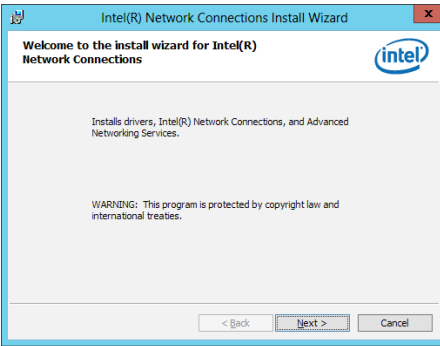 Intel(R) Network Connections Install Wizard
x
Welcome to the install wizard for Intel(R)
Network Connections
intel
Installs drivers, Intel(R) Network Connections, and Advanced
Networking Services.
WARNING: This program is protected by copyright law and
international treaties.
< Back
Next >
Cancel